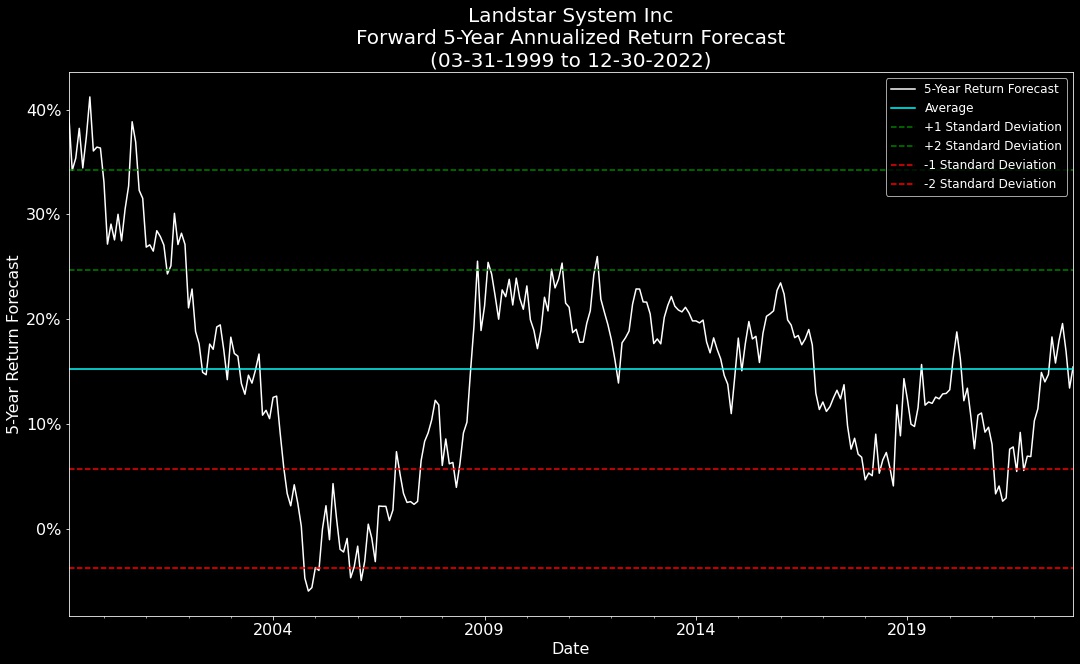 Landstar System Inc
Forward 5-Year Annualized Return Forecast
(03-31-1999 to 12-30-2022)
5-Year Return Forecast
Average
+1 Standard Deviation
+2 Standard Deviation
-1 Standard Deviation
-2 Standard Deviation
5-Year Return Forecast
40%
30%
20%
10%
0%
2004
2009
2014
2019
Date